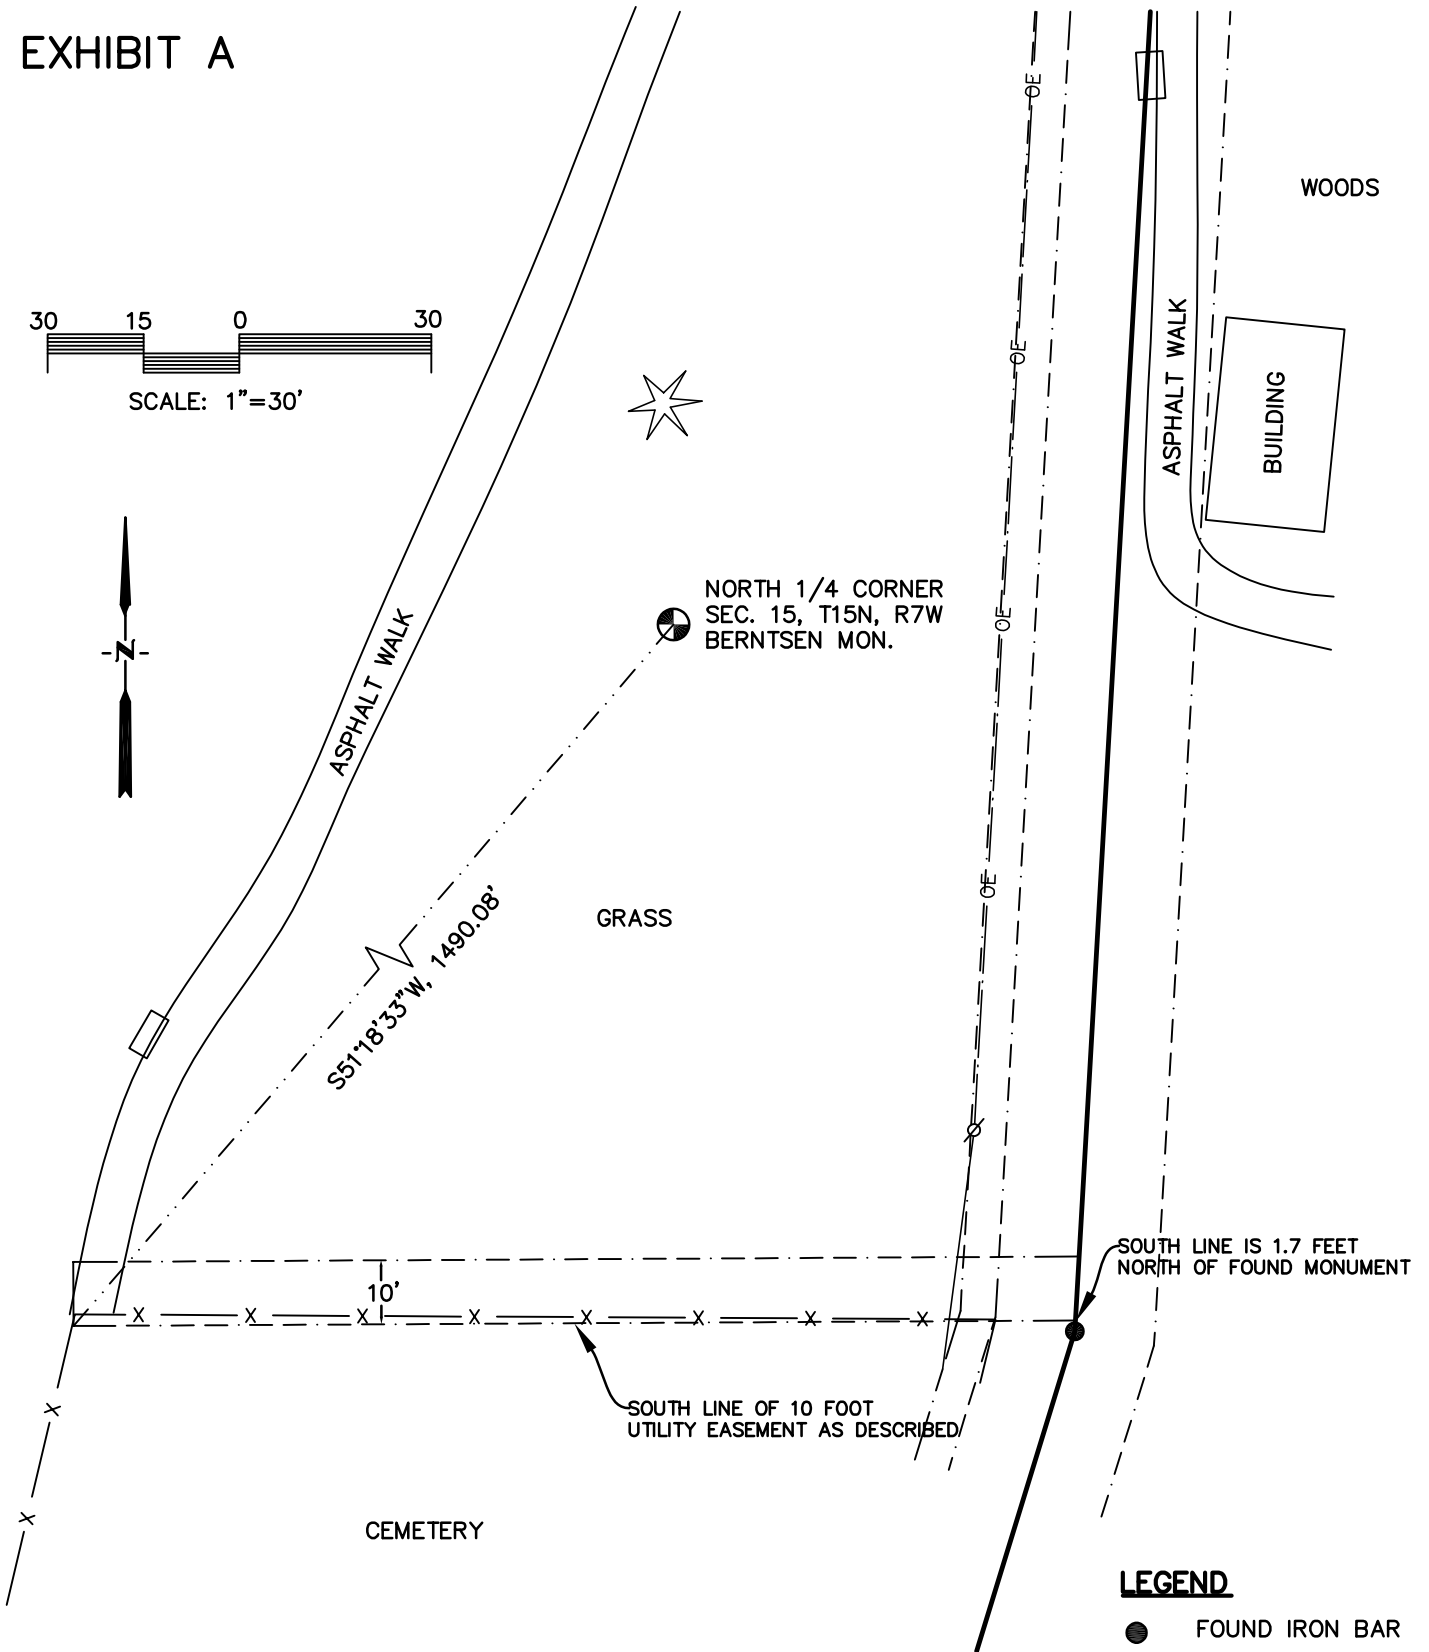 EXHIBIT A
WOODS
30 15 0 30
SCALE: 1"=30'
ASPHALT WALK
BUILDING
OE
OE
OE
OE
NORTH 1/4 CORNER
SEC. 15, T15N, R7W
BERNTSEN MON.
N
ASPHALT WALK
GRASS
S51°18'33"W, 1490.08'
SOUTH LINE IS 1.7 FEET
NORTH OF FOUND MONUMENT
10'
X X X X X X X X
SOUTH LINE OF 10 FOOT
UTILITY EASEMENT AS DESCRIBED
X
X
CEMETERY
LEGEND
FOUND IRON BAR